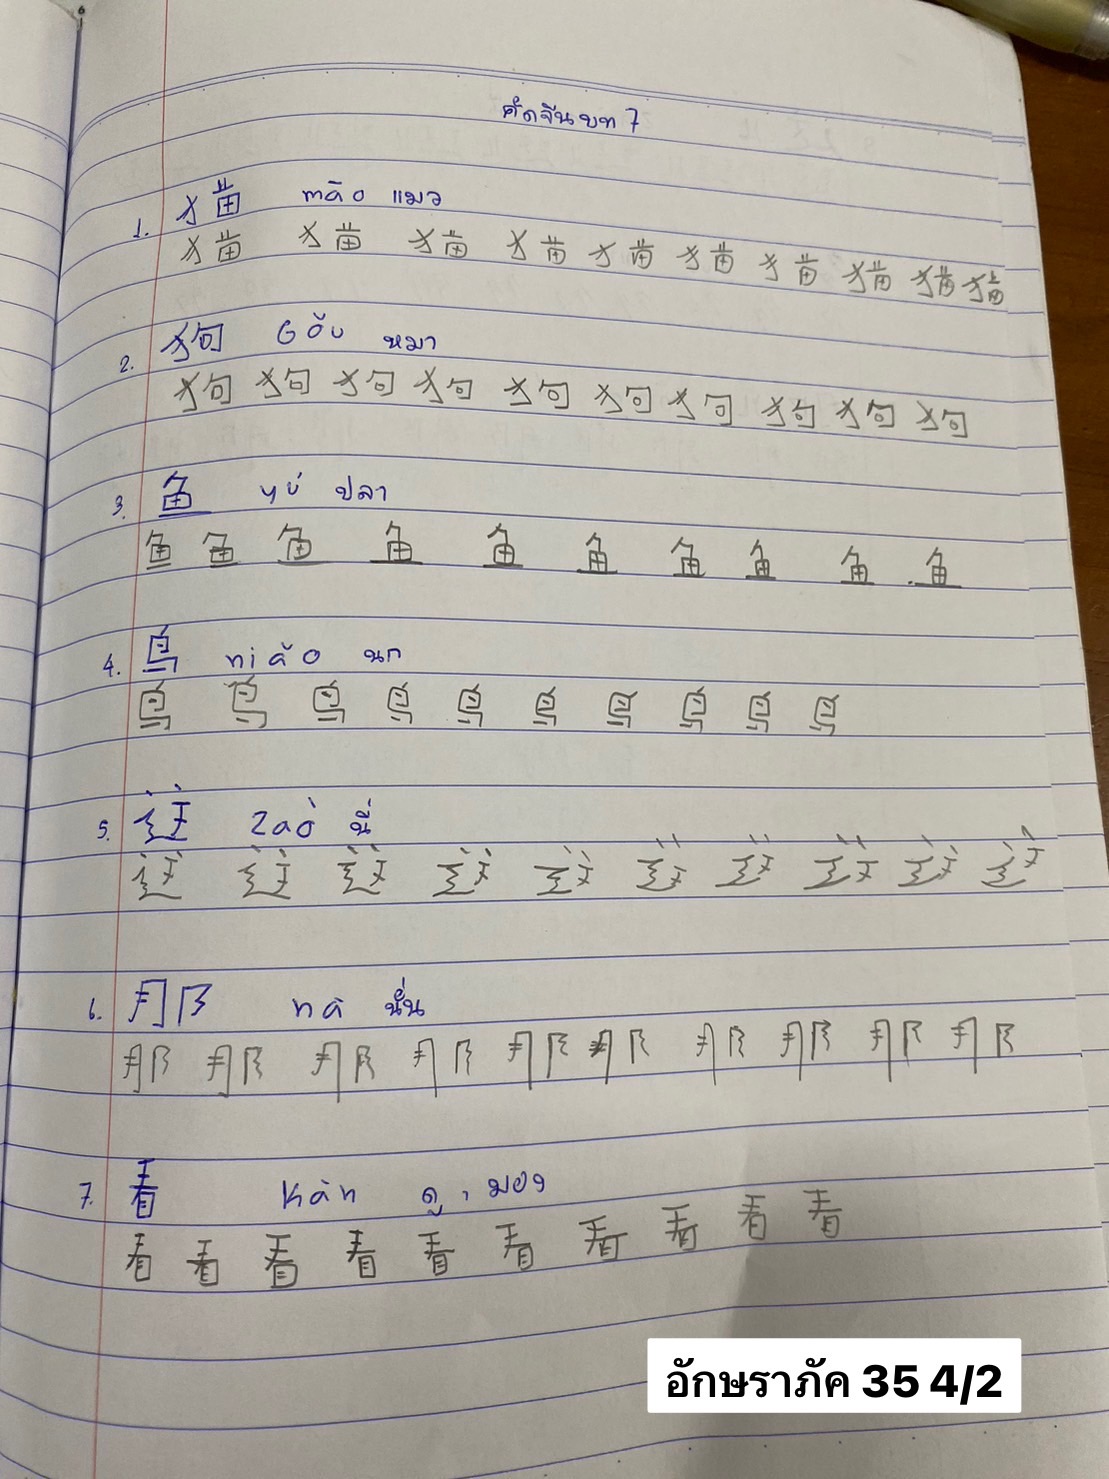 คัดจีนบท 7
1. 猫 māo แมว
猫 猫 猫 猫 猫 猫 猫 猫 猫 猫
2. 狗 Gǒu หมา
狗 狗 狗 狗 狗 狗 狗 狗 狗 狗
3. 鱼 yú ปลา
鱼 鱼 鱼 鱼 鱼 鱼 鱼 鱼 鱼 鱼
4. 鸟 niǎo นก
鸟 鸟 鸟 鸟 鸟 鸟 鸟 鸟 鸟 鸟
5. 这 Zaò นี่
这 这 这 这 这 这 这 这 这 这
6. 那 nà นั่น
那 那 那 那 那 那 那 那 那 那
7. 看 Kàn ดู, มอง
看 看 看 看 看 看 看 看 看
อักษราภัค 35 4/2